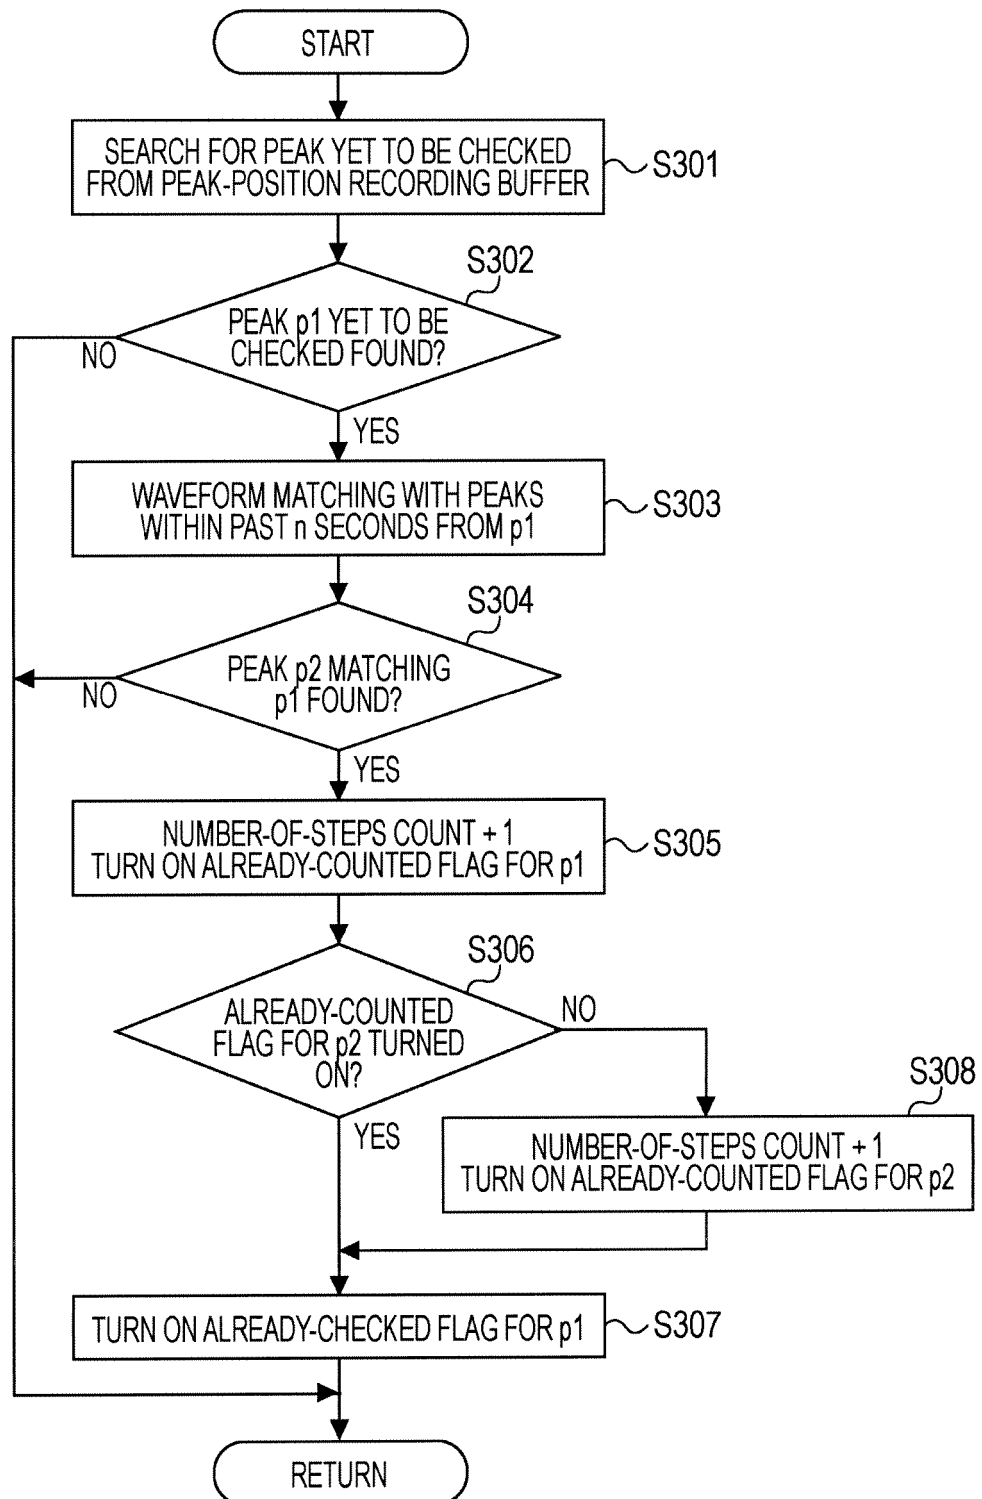 START
SEARCH FOR PEAK YET TO BE CHECKED
FROM PEAK-POSITION RECORDING BUFFER
S301
S302
PEAK p1 YET TO BE
CHECKED FOUND?
NO
YES
WAVEFORM MATCHING WITH PEAKS
WITHIN PAST n SECONDS FROM p1
S303
S304
PEAK p2 MATCHING
p1 FOUND?
NO
YES
NUMBER-OF-STEPS COUNT + 1
TURN ON ALREADY-COUNTED FLAG FOR p1
S305
S306
ALREADY-COUNTED
FLAG FOR p2 TURNED
ON?
NO
YES
S308
NUMBER-OF-STEPS COUNT + 1
TURN ON ALREADY-COUNTED FLAG FOR p2
TURN ON ALREADY-CHECKED FLAG FOR p1
S307
RETURN